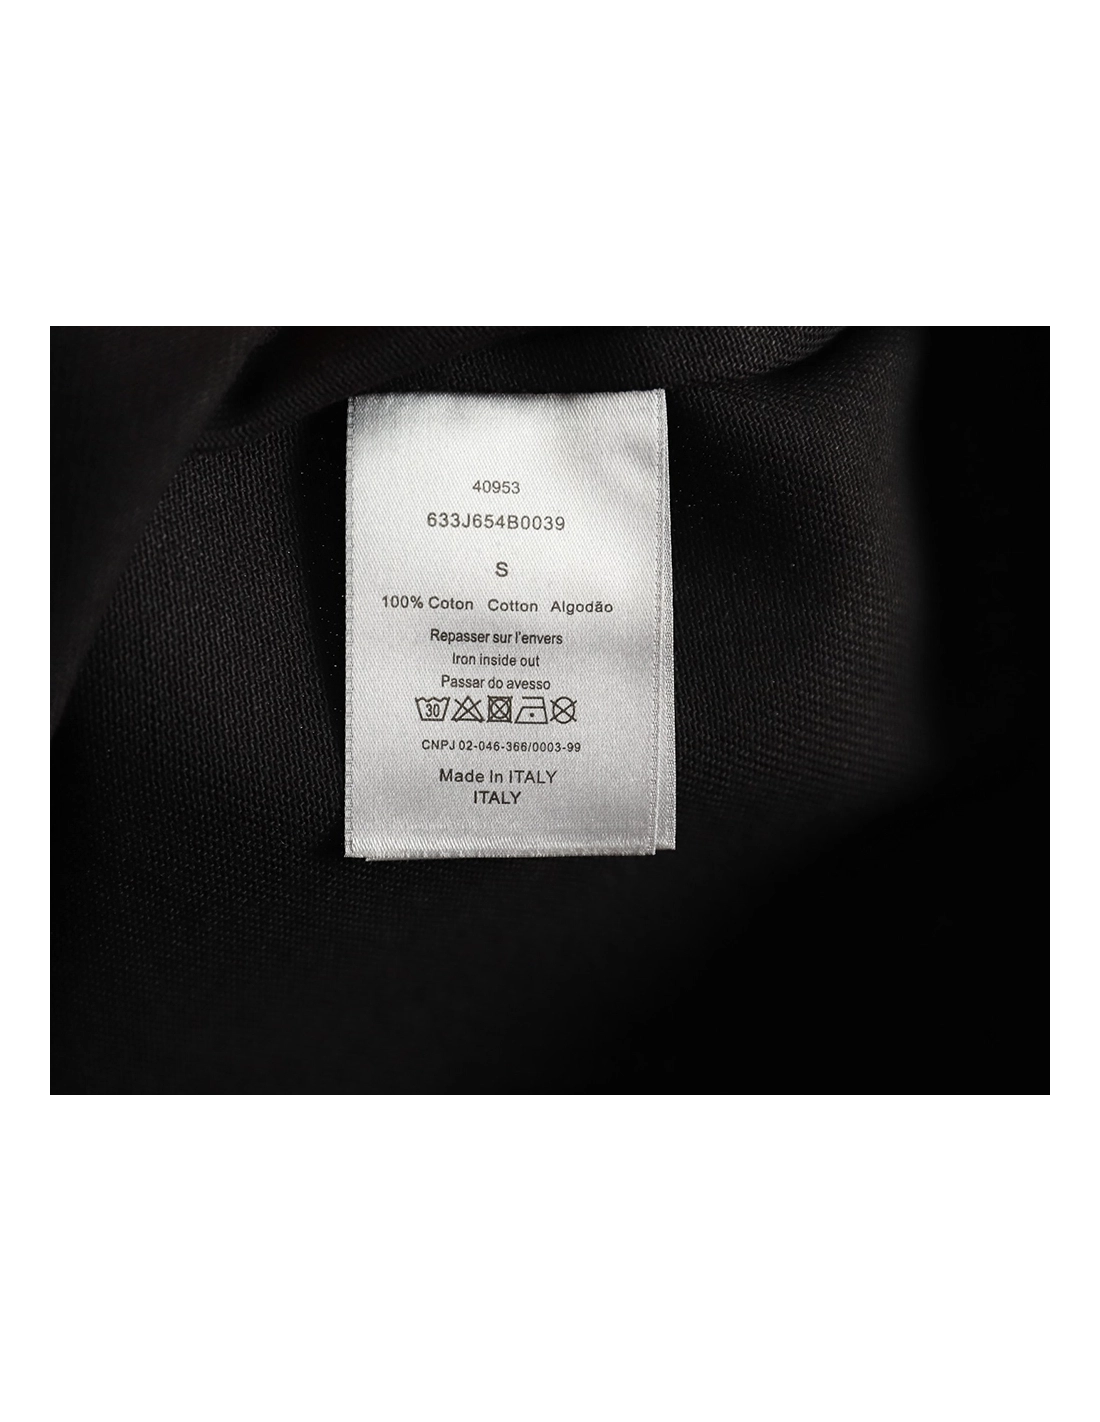 40953
633J654B0039
S
100% Coton Cotton Algodão
Repasser sur l'envers
Iron inside out
Passar do avesso
30
CNPJ 02-046-366/0003-99
Made In ITALY
ITALY